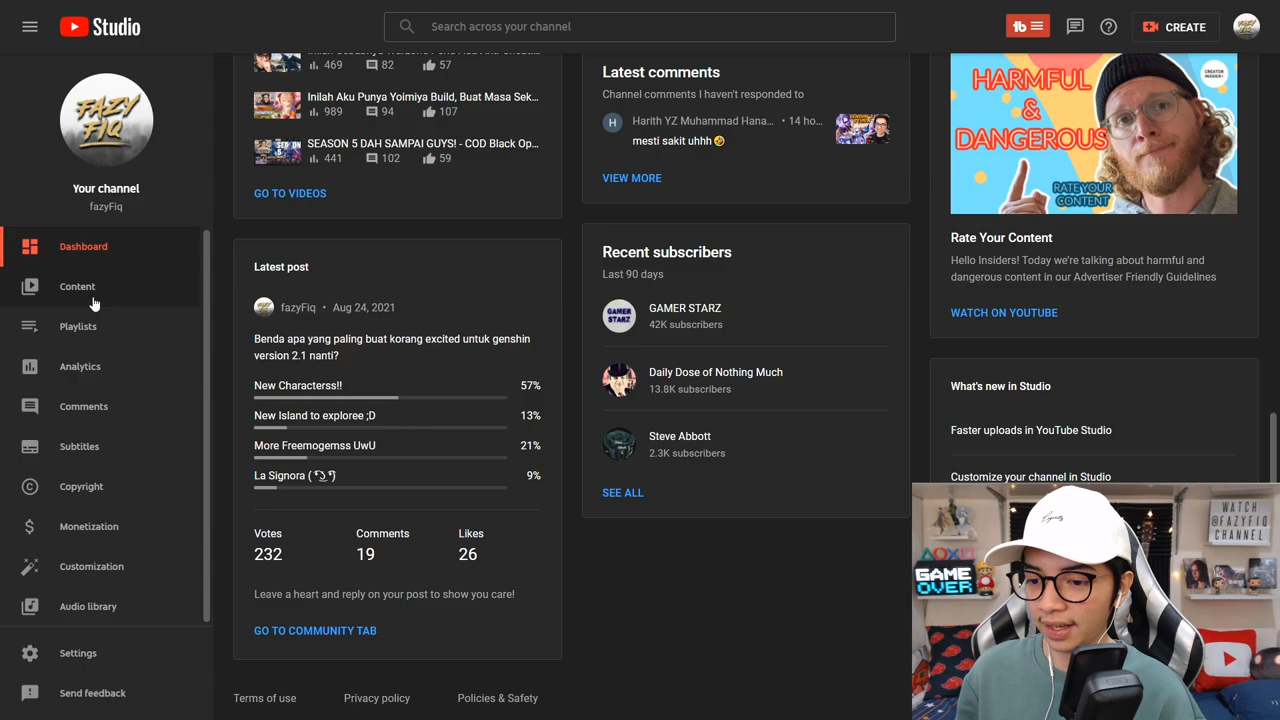 Studio
Search across your channel
CREATE
FAZY
FIQ
Your channel
fazyFiq
Dashboard
Content
Playlists
Analytics
Comments
Subtitles
Copyright
Monetization
Customization
Audio library
Settings
Send feedback
469 82 57
Inilah Aku Punya Yoimiya Build, Buat Masa Sek...
989 94 107
SEASON 5 DAH SAMPAI GUYS! - COD Black Op...
441 102 59
GO TO VIDEOS
Latest post
fazyFiq • Aug 24, 2021
Benda apa yang paling buat korang excited untuk genshin
version 2.1 nanti?
New Characterss!! 57%
New Island to exploree ;D 13%
More Freemogemss UwU 21%
La Signora ( ͡° ͜ʖ ͡°) 9%
Votes Comments Likes
232 19 26
Leave a heart and reply on your post to show you care!
GO TO COMMUNITY TAB
Terms of use Privacy policy Policies & Safety
Latest comments
Channel comments I haven't responded to
H
Harith YZ Muhammad Hana... • 14 ho...
mesti sakit uhhh🤣
VIEW MORE
Recent subscribers
Last 90 days
GAMER STARZ
GAMER STARZ
42K subscribers
Daily Dose of Nothing Much
13.8K subscribers
Steve Abbott
2.3K subscribers
SEE ALL
HARMFUL
&
DANGEROUS
CREATOR
INSIDER
RATE YOUR
CONTENT
Rate Your Content
Hello Insiders! Today we're talking about harmful and
dangerous content in our Advertiser Friendly Guidelines
WATCH ON YOUTUBE
What's new in Studio
Faster uploads in YouTube Studio
Customize your channel in Studio
WATCH
@FAZYFIQ
CHANNEL
GAME
OVER